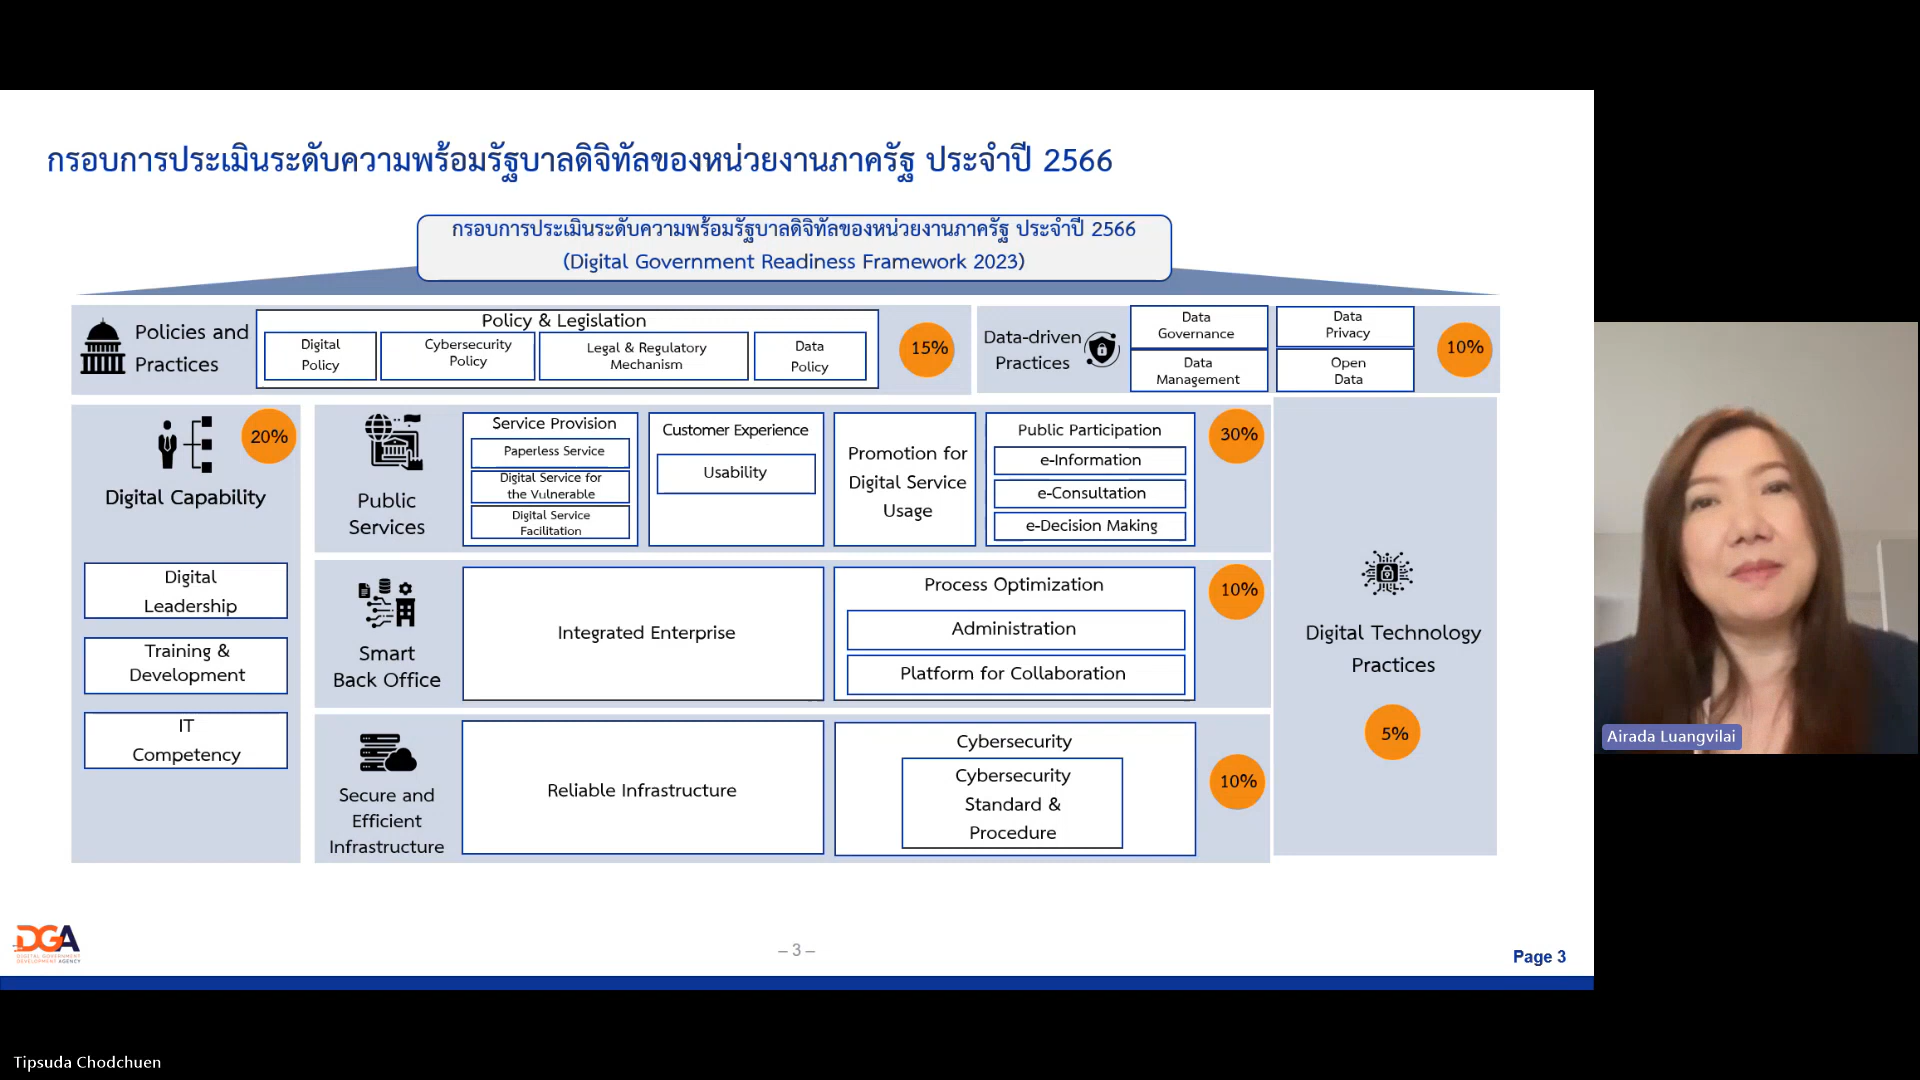 กรอบการประเมินระดับความพร้อมรัฐบาลดิจิทัลของหน่วยงานภาครัฐ ประจำปี 2566
กรอบการประเมินระดับความพร้อมรัฐบาลดิจิทัลของหน่วยงานภาครัฐ ประจำปี 2566
(Digital Government Readiness Framework 2023)
Policies and
Practices
Policy & Legislation
Digital
Policy
Cybersecurity
Policy
Legal & Regulatory
Mechanism
Data
Policy
15%
Data-driven
Practices
Data
Governance
Data
Privacy
Data
Management
Open
Data
10%
20%
Digital Capability
Digital
Leadership
Training &
Development
IT
Competency
Public
Services
Service Provision
Paperless Service
Digital Service for
the Vulnerable
Digital Service
Facilitation
Customer Experience
Usability
Promotion for
Digital Service
Usage
Public Participation
e-Information
e-Consultation
e-Decision Making
30%
Smart
Back Office
Integrated Enterprise
Process Optimization
Administration
Platform for Collaboration
10%
Secure and
Efficient
Infrastructure
Reliable Infrastructure
Cybersecurity
Cybersecurity
Standard &
Procedure
10%
Digital Technology
Practices
5%
Airada Luangvilai
DGA
DIGITAL GOVERNMENT
DEVELOPMENT AGENCY
– 3 –
Page 3
Tipsuda Chodchuen